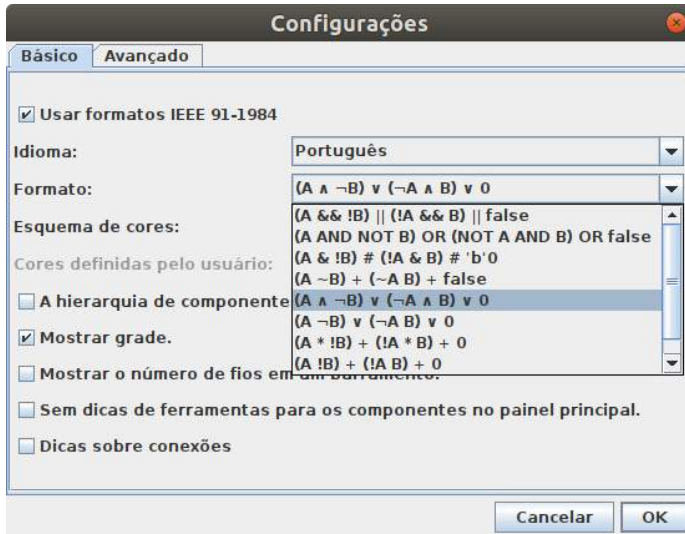 Configurações
Básico Avançado
Usar formatos IEEE 91-1984
Idioma: Português
Formato: (A ∧ ¬B) ∨ (¬A ∧ B) ∨ 0
Esquema de cores:
(A && !B) || (!A && B) || false
(A AND NOT B) OR (NOT A AND B) OR false
(A & !B) # (!A & B) # 'b'0
Cores definidas pelo usuário:
(A ~B) + (~A B) + false
A hierarquia de componente
(A ∧ ¬B) ∨ (¬A ∧ B) ∨ 0
(A ¬B) ∨ (¬A B) ∨ 0
Mostrar grade.
(A * !B) + (!A * B) + 0
(A !B) + (!A B) + 0
Mostrar o número de fios em um barramento.
Sem dicas de ferramentas para os componentes no painel principal.
Dicas sobre conexões
Cancelar OK